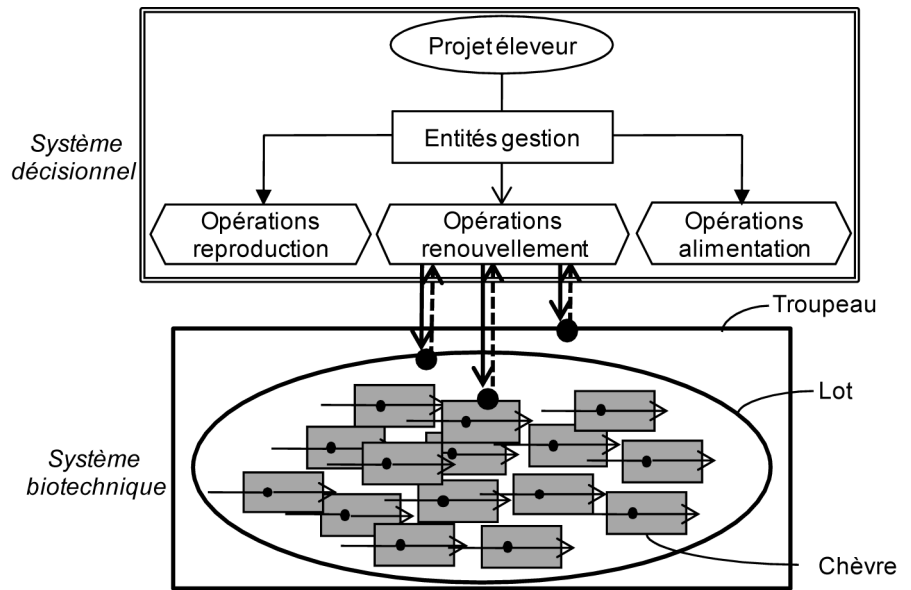 Projet éleveur
Entités gestion
Système
décisionnel
Opérations
reproduction
Opérations
renouvellement
Opérations
alimentation
Troupeau
Lot
Système
biotechnique
Chèvre